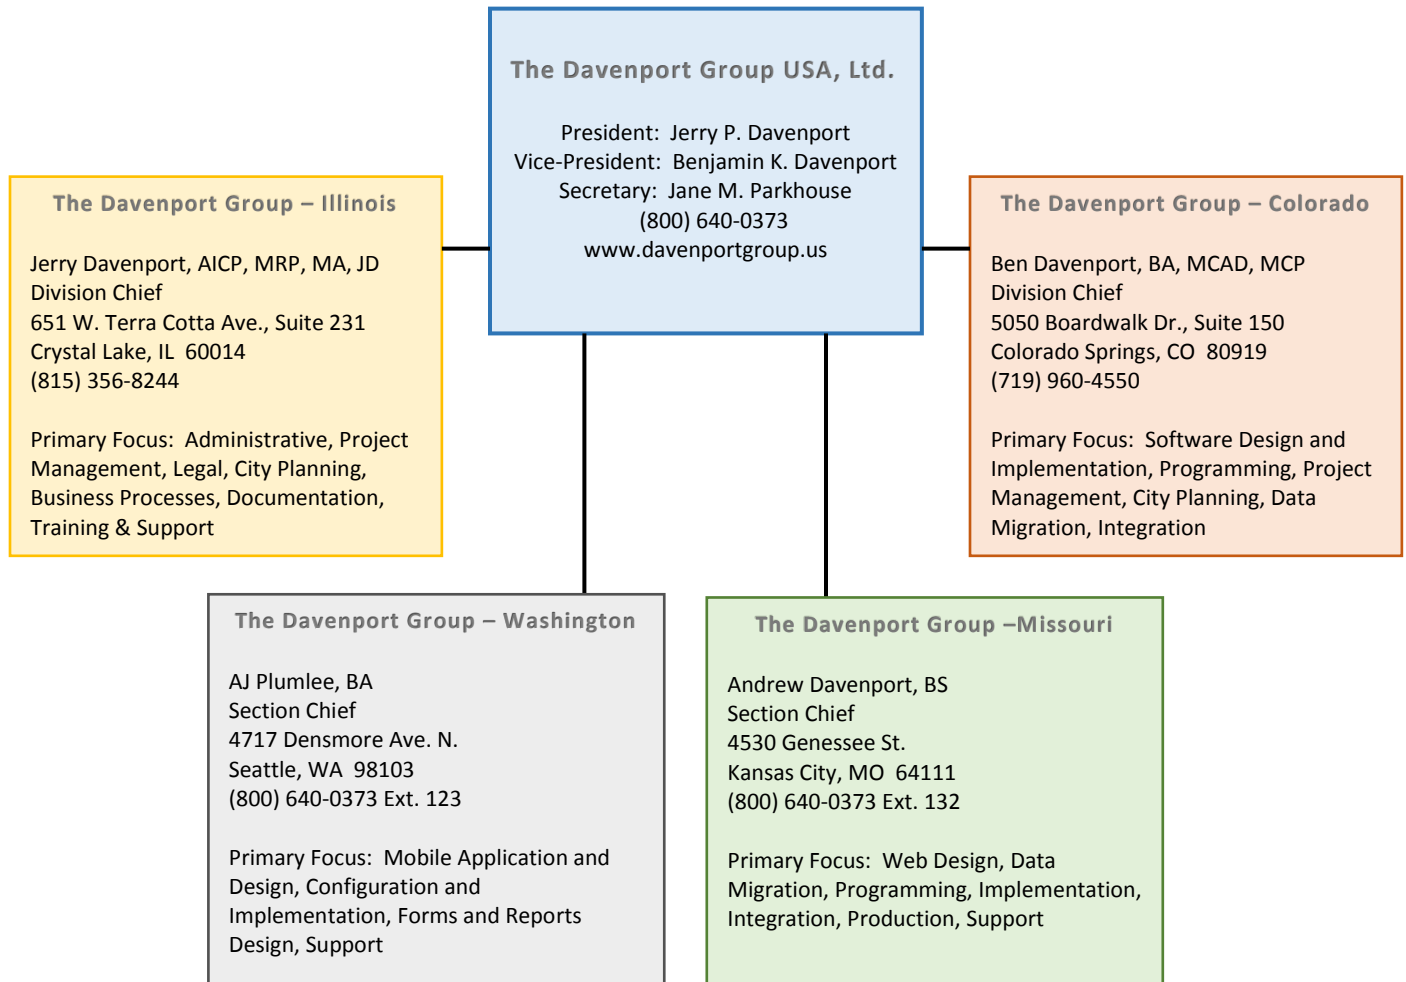 The Davenport Group USA, Ltd.
President:  Jerry P. Davenport
Vice-President:  Benjamin K. Davenport
Secretary:  Jane M. Parkhouse
(800) 640-0373
www.davenportgroup.us
The Davenport Group – Illinois
Jerry Davenport, AICP, MRP, MA, JD
Division Chief
651 W. Terra Cotta Ave., Suite 231
Crystal Lake, IL  60014
(815) 356-8244
Primary Focus:  Administrative, Project
Management, Legal, City Planning,
Business Processes, Documentation,
Training & Support
The Davenport Group – Colorado
Ben Davenport, BA, MCAD, MCP
Division Chief
5050 Boardwalk Dr., Suite 150
Colorado Springs, CO  80919
(719) 960-4550
Primary Focus:  Software Design and
Implementation, Programming, Project
Management, City Planning, Data
Migration, Integration
The Davenport Group – Washington
AJ Plumlee, BA
Section Chief
4717 Densmore Ave. N.
Seattle, WA  98103
(800) 640-0373 Ext. 123
Primary Focus:  Mobile Application and
Design, Configuration and
Implementation, Forms and Reports
Design, Support
The Davenport Group –Missouri
Andrew Davenport, BS
Section Chief
4530 Genessee St.
Kansas City, MO  64111
(800) 640-0373 Ext. 132
Primary Focus:  Web Design, Data
Migration, Programming, Implementation,
Integration, Production, Support